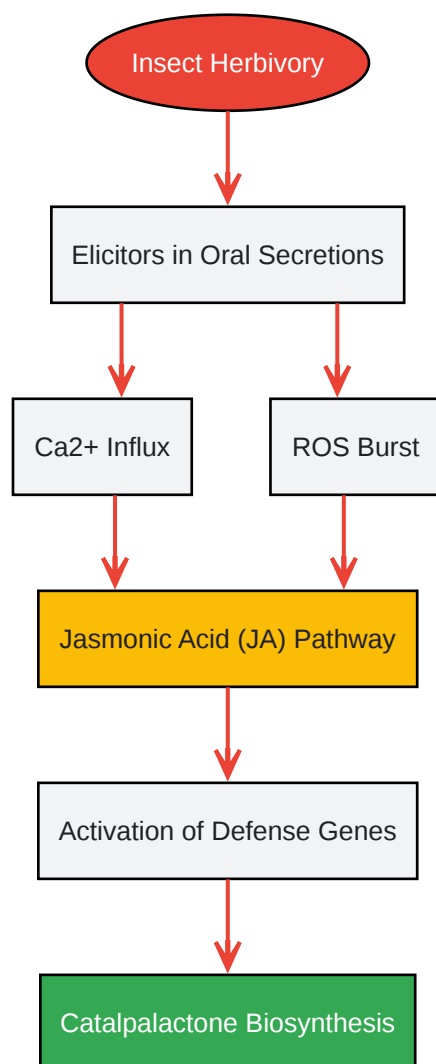 Insect Herbivory
Elicitors in Oral Secretions
Ca2+ Influx
ROS Burst
Jasmonic Acid (JA) Pathway
Activation of Defense Genes
Catalpalactone Biosynthesis